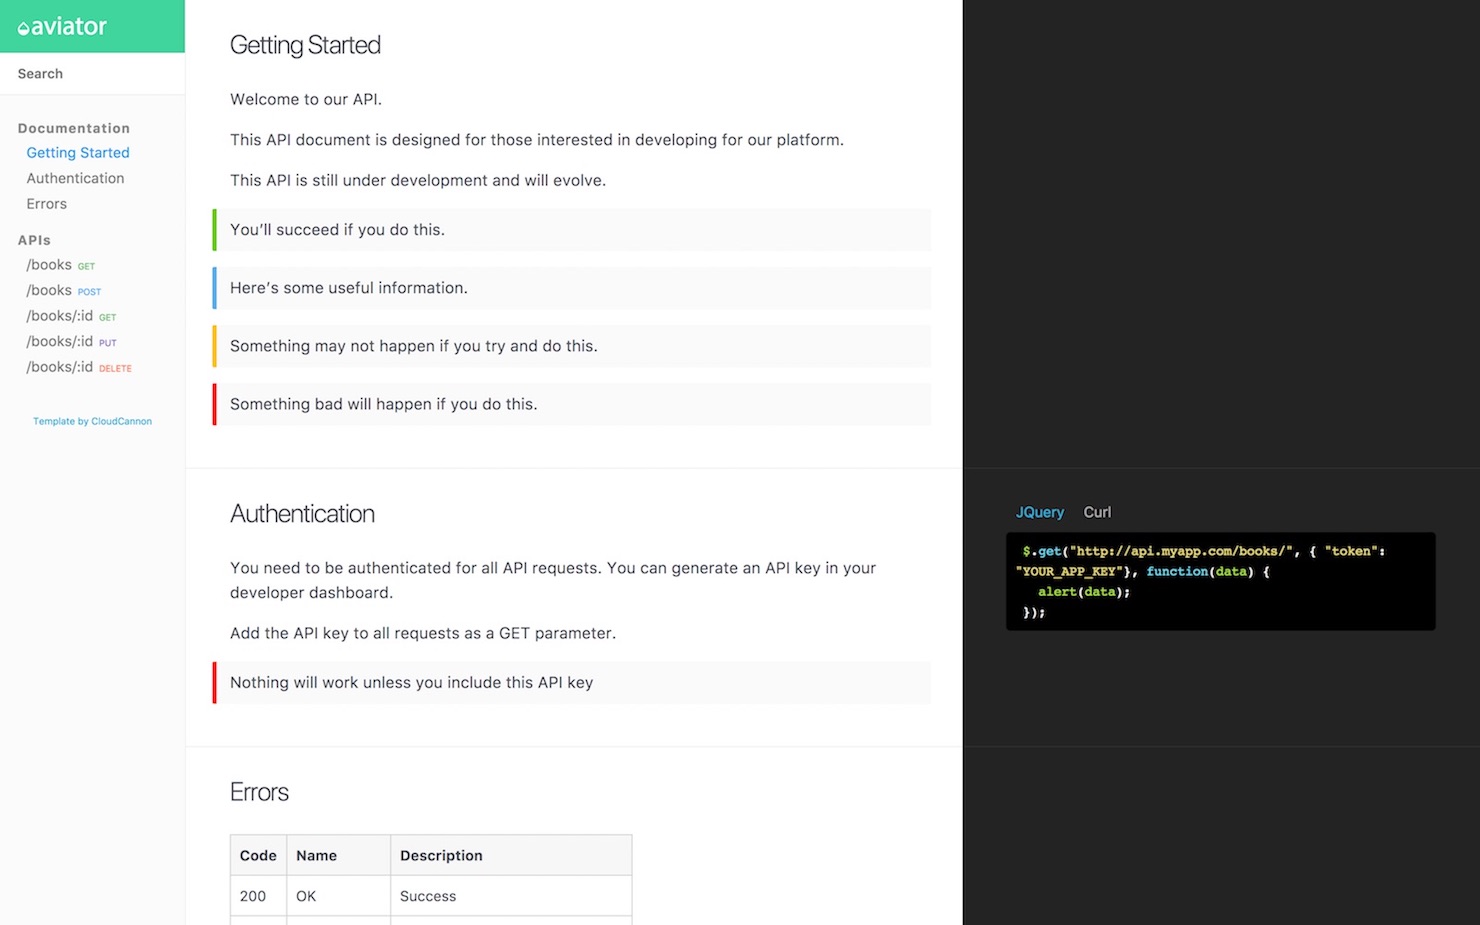 aviator
Search
Documentation
Getting Started
Authentication
Errors
APIs
/books GET
/books POST
/books/:id GET
/books/:id PUT
/books/:id DELETE
Template by CloudCannon
Getting Started
Welcome to our API.
This API document is designed for those interested in developing for our platform.
This API is still under development and will evolve.
You’ll succeed if you do this.
Here’s some useful information.
Something may not happen if you try and do this.
Something bad will happen if you do this.
Authentication
You need to be authenticated for all API requests. You can generate an API key in your
developer dashboard.
Add the API key to all requests as a GET parameter.
Nothing will work unless you include this API key
JQuery Curl
$.get("http://api.myapp.com/books/", { "token":
"YOUR_APP_KEY"}, function(data) {
alert(data);
});
Errors
Code Name Description
200 OK Success